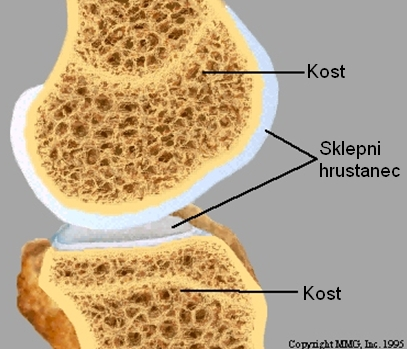 Kost
Sklepni
hrustanec
Kost
Copyright MMG, Inc. 1995